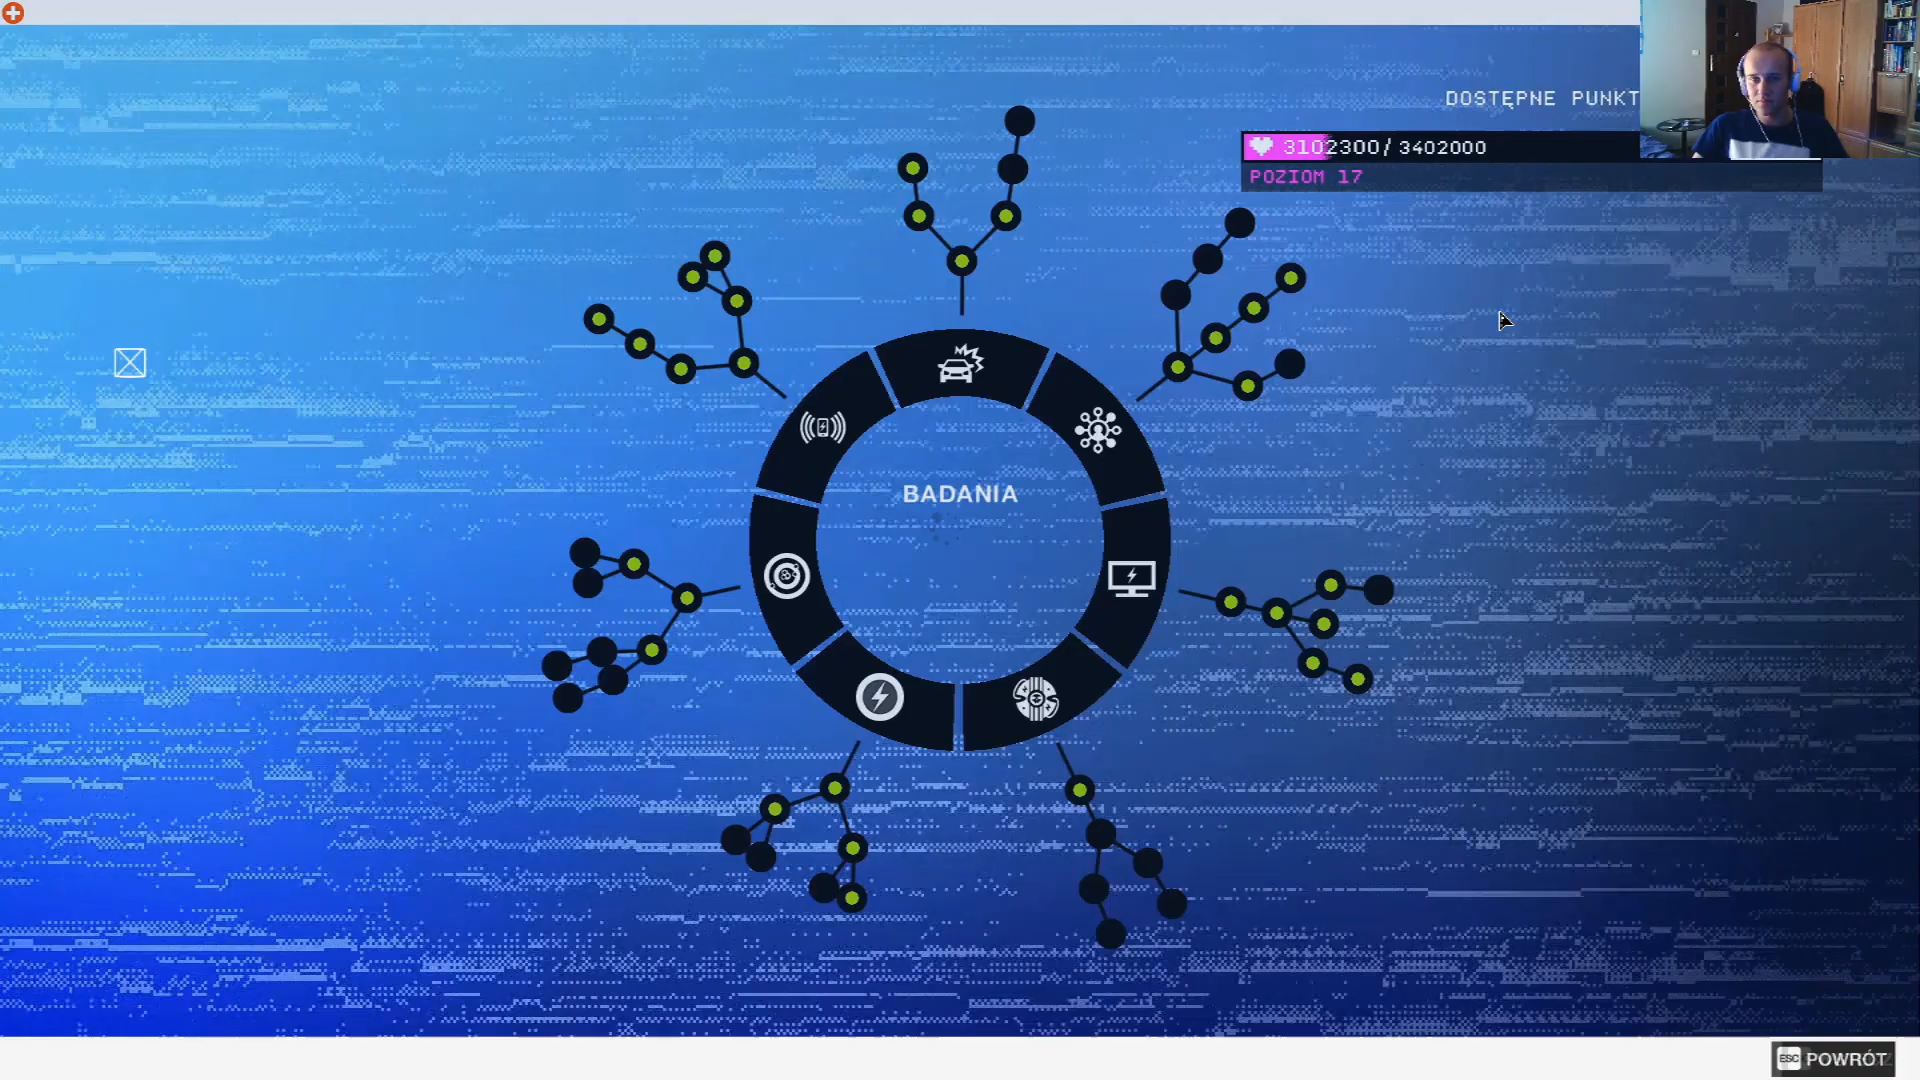 DOSTĘPNE PUNKT
3102300/ 3402000
POZIOM 17
BADANIA
ESC POWRÓT